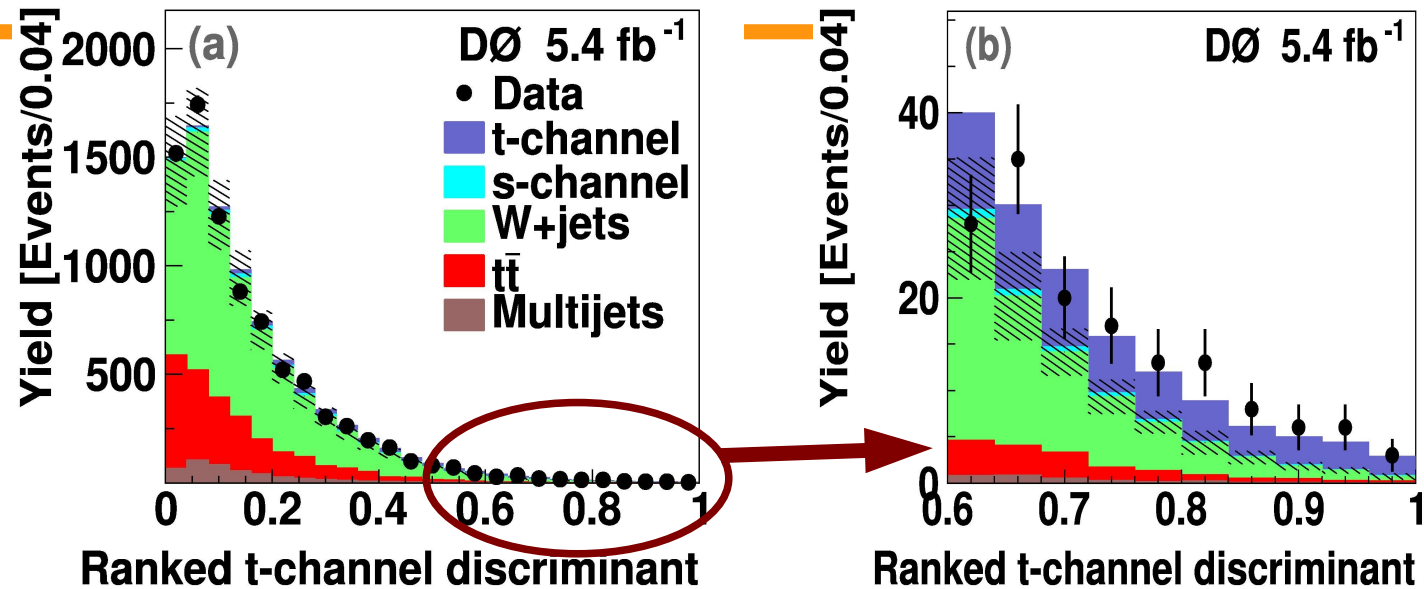 (a)
DØ 5.4 fb⁻¹
Data
t-channel
s-channel
W+jets
tt̄
Multijets
Yield [Events/0.04]
2000
1500
1000
500
0 0.2 0.4 0.6 0.8 1
Ranked t-channel discriminant
(b)
DØ 5.4 fb⁻¹
Yield [Events/0.04]
40
20
0
0.6 0.7 0.8 0.9 1
Ranked t-channel discriminant